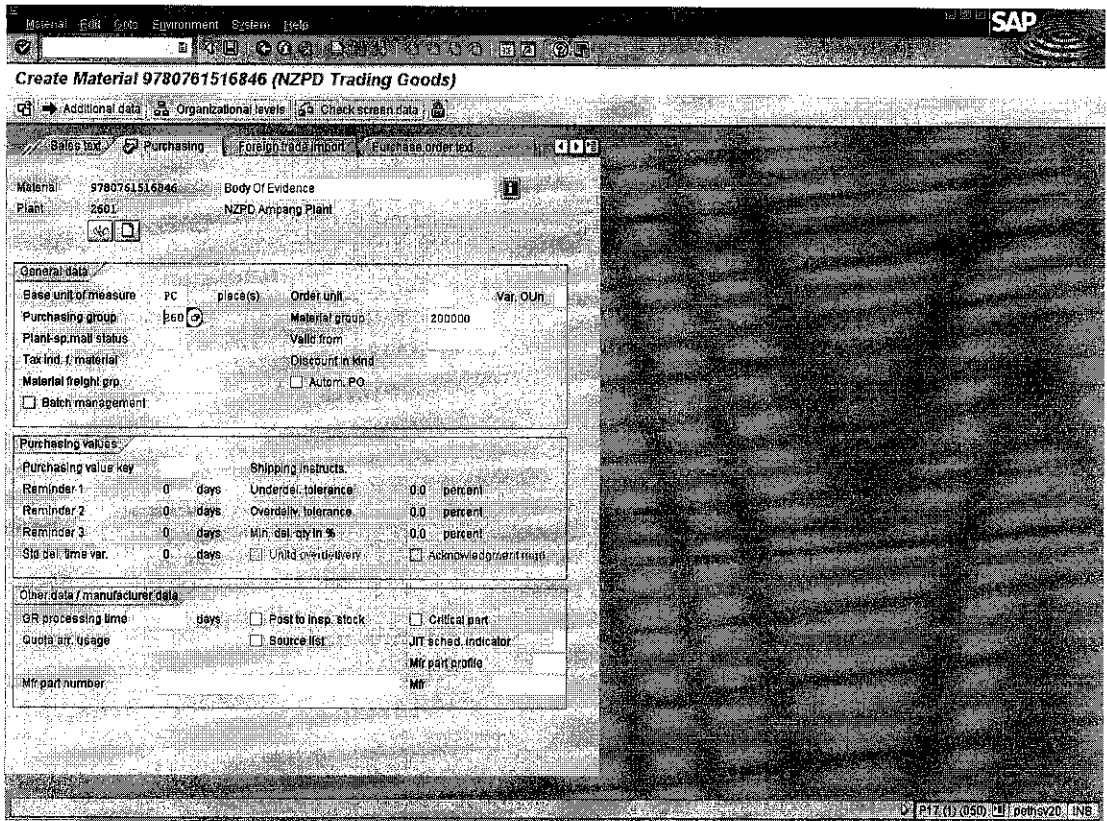 Material Edit Goto Environment System Help
SAP
Create Material 9780761516846 (NZPD Trading Goods)
Additional data Organizational levels Check screen data
Sales text Purchasing Foreign trade import Purchase order text
Material 9780761516846 Body Of Evidence
Plant 2601 NZPD Ampang Plant
General data
Base unit of measure PC piece(s) Order unit Var. OUn
Purchasing group 260 Material group 200000
Plant-sp.matl status Valid from
Tax ind. f. material Discount in kind
Material freight grp. Autom. PO
Batch management
Purchasing values
Purchasing value key Shipping instructs.
Reminder 1 0 days Underdel. tolerance 0.0 percent
Reminder 2 0 days Overdeliv. tolerance 0.0 percent
Reminder 3 0 days Min. del. qty in % 0.0 percent
Std del. time var. 0 days Unltd overdelivery Acknowledgment reqd
Other data / manufacturer data
GR processing time days Post to insp. stock Critical part
Quota arr. usage Source list JIT sched. indicator
Mfr part profile
Mfr part number Mfr
P17 (1) (050) pethsv20 INS